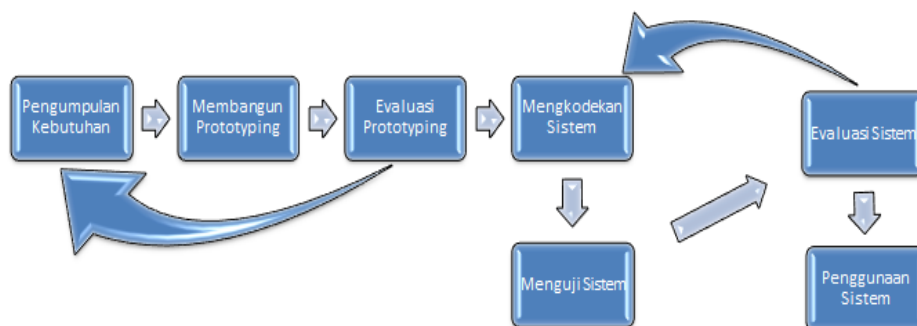 Pengumpulan
Kebutuhan
Membangun
Prototyping
Evaluasi
Prototyping
Mengkodekan
Sistem
Evaluasi Sistem
Menguji Sistem
Penggunaan
Sistem